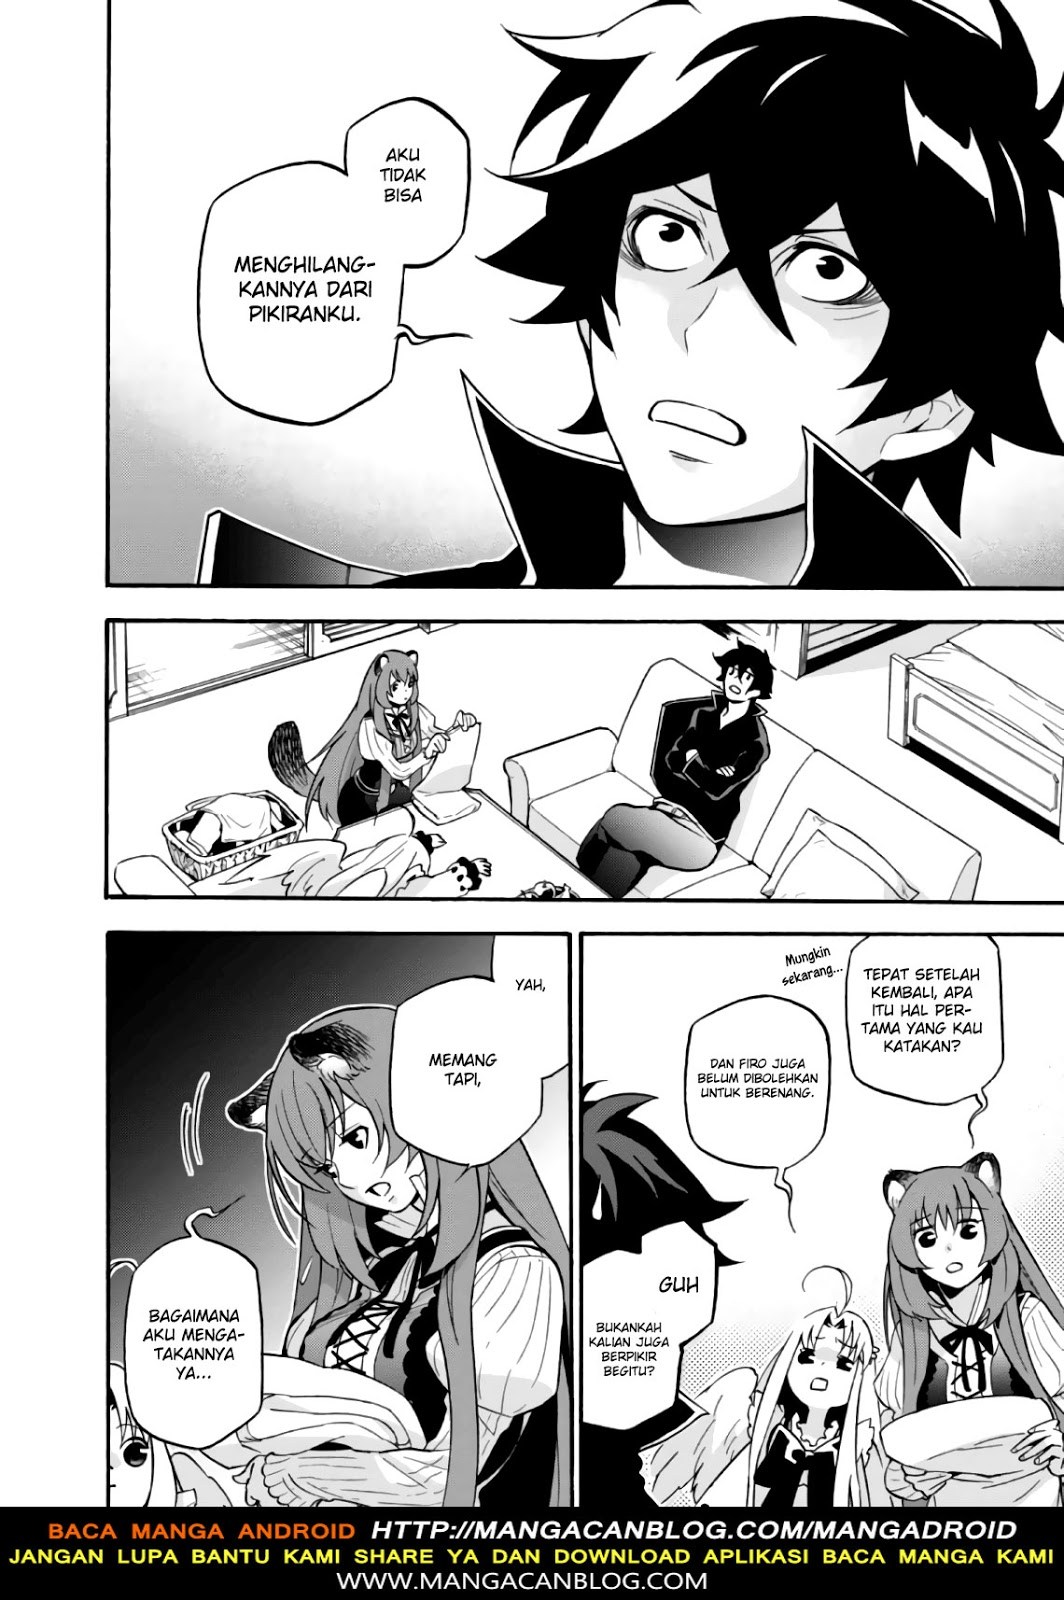 AKU
TIDAK
BISA
MENGHILANG-
KANNYA DARI
PIKIRANKU.
TEPAT SETELAH
KEMBALI, APA
ITU HAL PER-
TAMA YANG KAU
KATAKAN?
Mungkin
sekarang...
DAN FIRO JUGA
BELUM DIBOLEHKAN
UNTUK BERENANG.
GUH
BUKANKAH
KALIAN JUGA
BERPIKIR
BEGITU?
YAH,
MEMANG
TAPI,
BAGAIMANA
AKU MENGA-
TAKANNYA
YA...
BACA MANGA ANDROID HTTP://MANGACANBLOG.COM/MANGADROID
JANGAN LUPA BANTU KAMI SHARE YA DAN DOWNLOAD APLIKASI BACA MANGA KAMI
WWW.MANGACANBLOG.COM